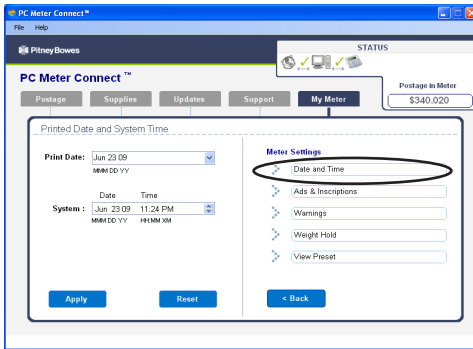 PC Meter Connect™
File Help
PitneyBowes
STATUS
PC Meter Connect ™
Postage in Meter
$340.020
Postage Supplies Updates Support My Meter
Printed Date and System Time
Print Date: Jun 23 09
MMM DD YY
Date Time
System : Jun 23 09 11:24 PM
MMM DD YY HH:MM XM
Apply Reset
Meter Settings
Date and Time
Ads & Inscriptions
Warnings
Weight Hold
View Preset
< Back